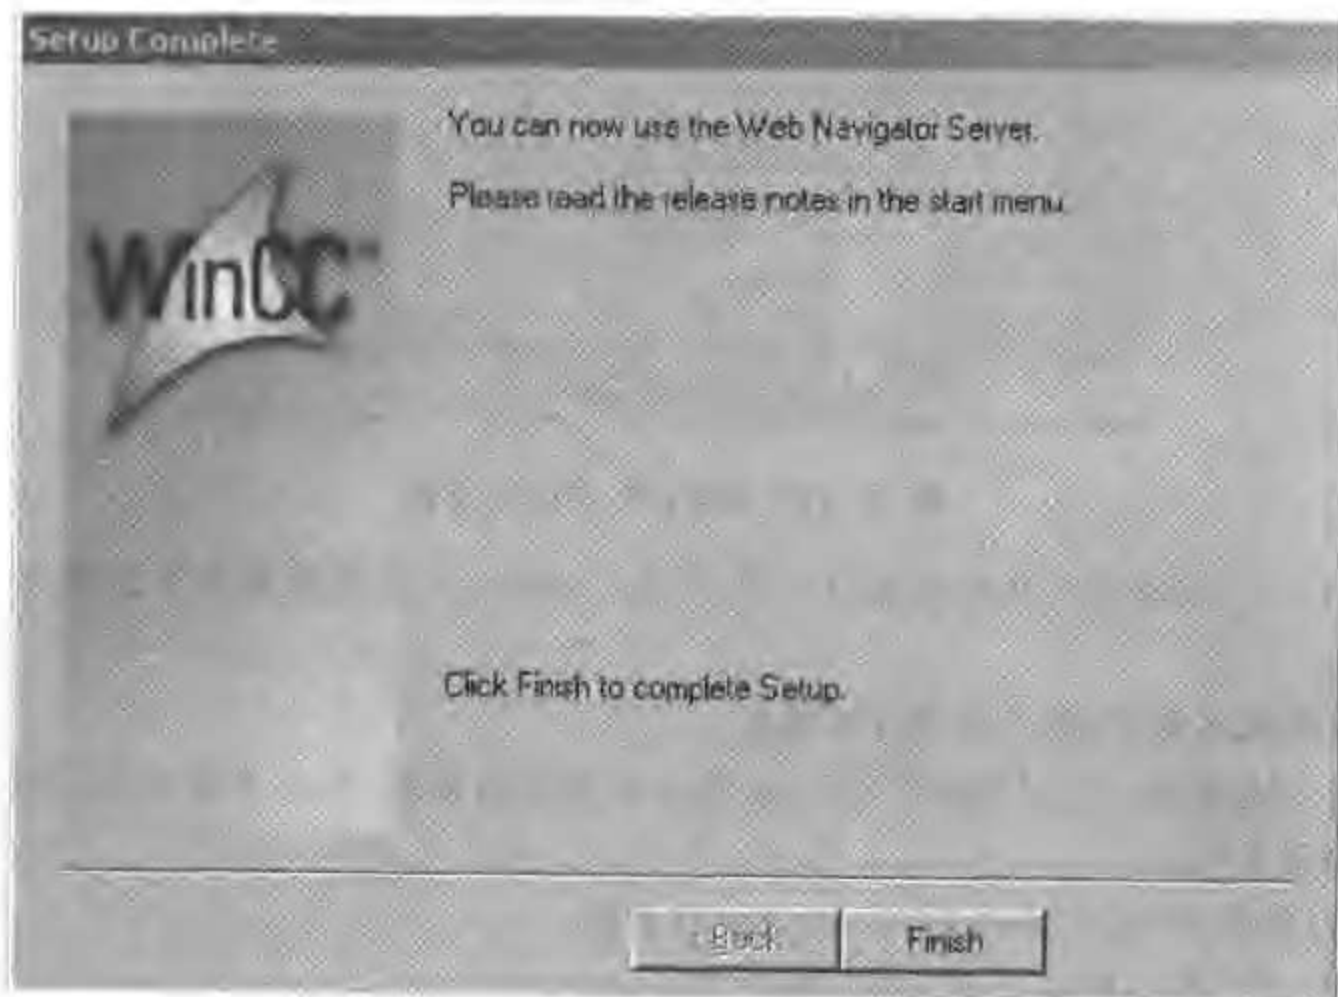 Setup Complete
You can now use the Web Navigator Server.
Please read the release notes in the start menu.
WinCC
Click Finish to complete Setup.
< Back
Finish